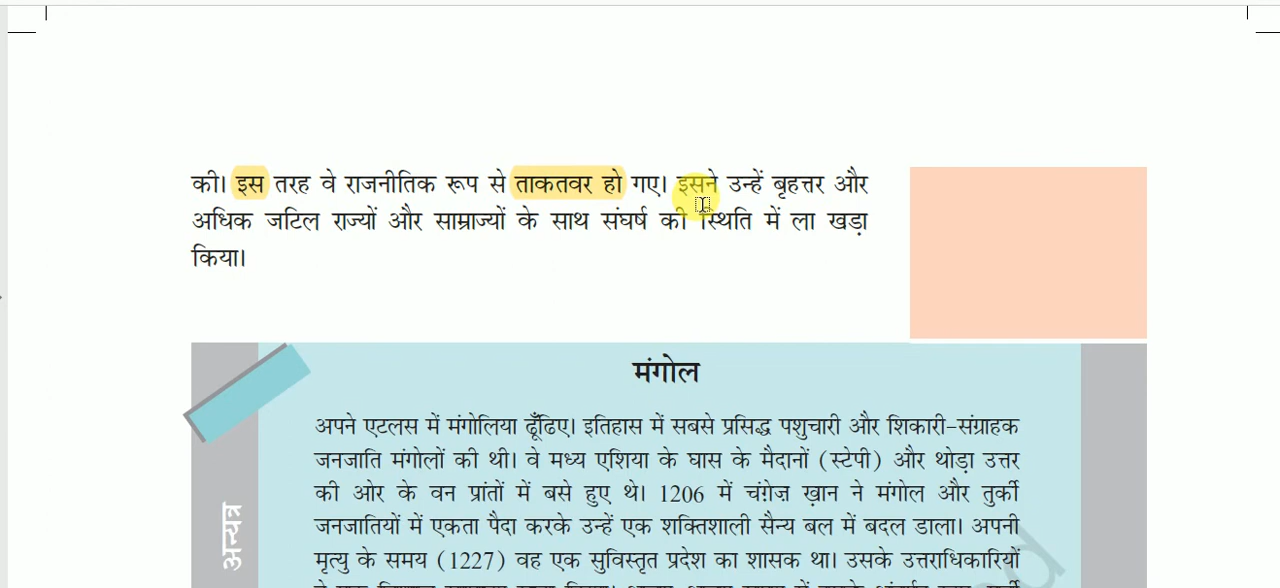 की। इस तरह वे राजनीतिक रूप से ताकतवर हो गए। इसने उन्हें बृहत्तर और
अधिक जटिल राज्यों और साम्राज्यों के साथ संघर्ष की स्थिति में ला खड़ा
किया।
मंगोल
अपने एटलस में मंगोलिया ढूँढिए। इतिहास में सबसे प्रसिद्ध पशुचारी और शिकारी-संग्राहक
जनजाति मंगोलों की थी। वे मध्य एशिया के घास के मैदानों (स्टेपी) और थोड़ा उत्तर
की ओर के वन प्रांतों में बसे हुए थे। 1206 में चंग़ेज़ ख़ान ने मंगोल और तुर्की
जनजातियों में एकता पैदा करके उन्हें एक शक्तिशाली सैन्य बल में बदल डाला। अपनी
मृत्यु के समय (1227) वह एक सुविस्तृत प्रदेश का शासक था। उसके उत्तराधिकारियों
अन्यत्र